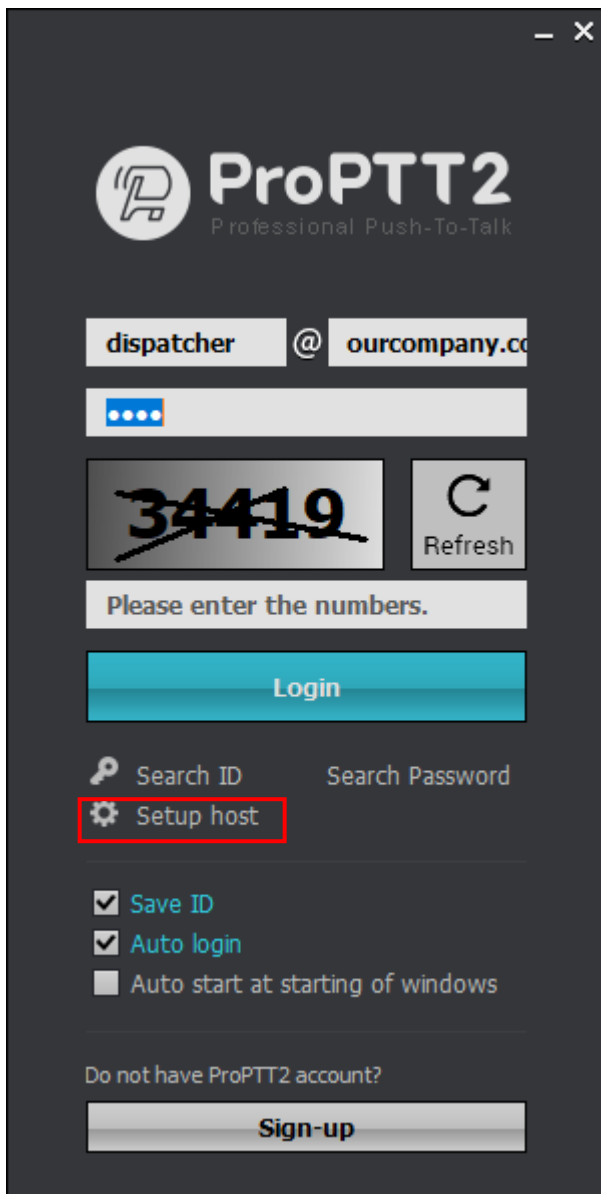 ProPTT2
Professional Push-To-Talk
dispatcher @ ourcompany.co
34419
Refresh
Please enter the numbers.
Login
Search ID Search Password
Setup host
Save ID
Auto login
Auto start at starting of windows
Do not have ProPTT2 account?
Sign-up